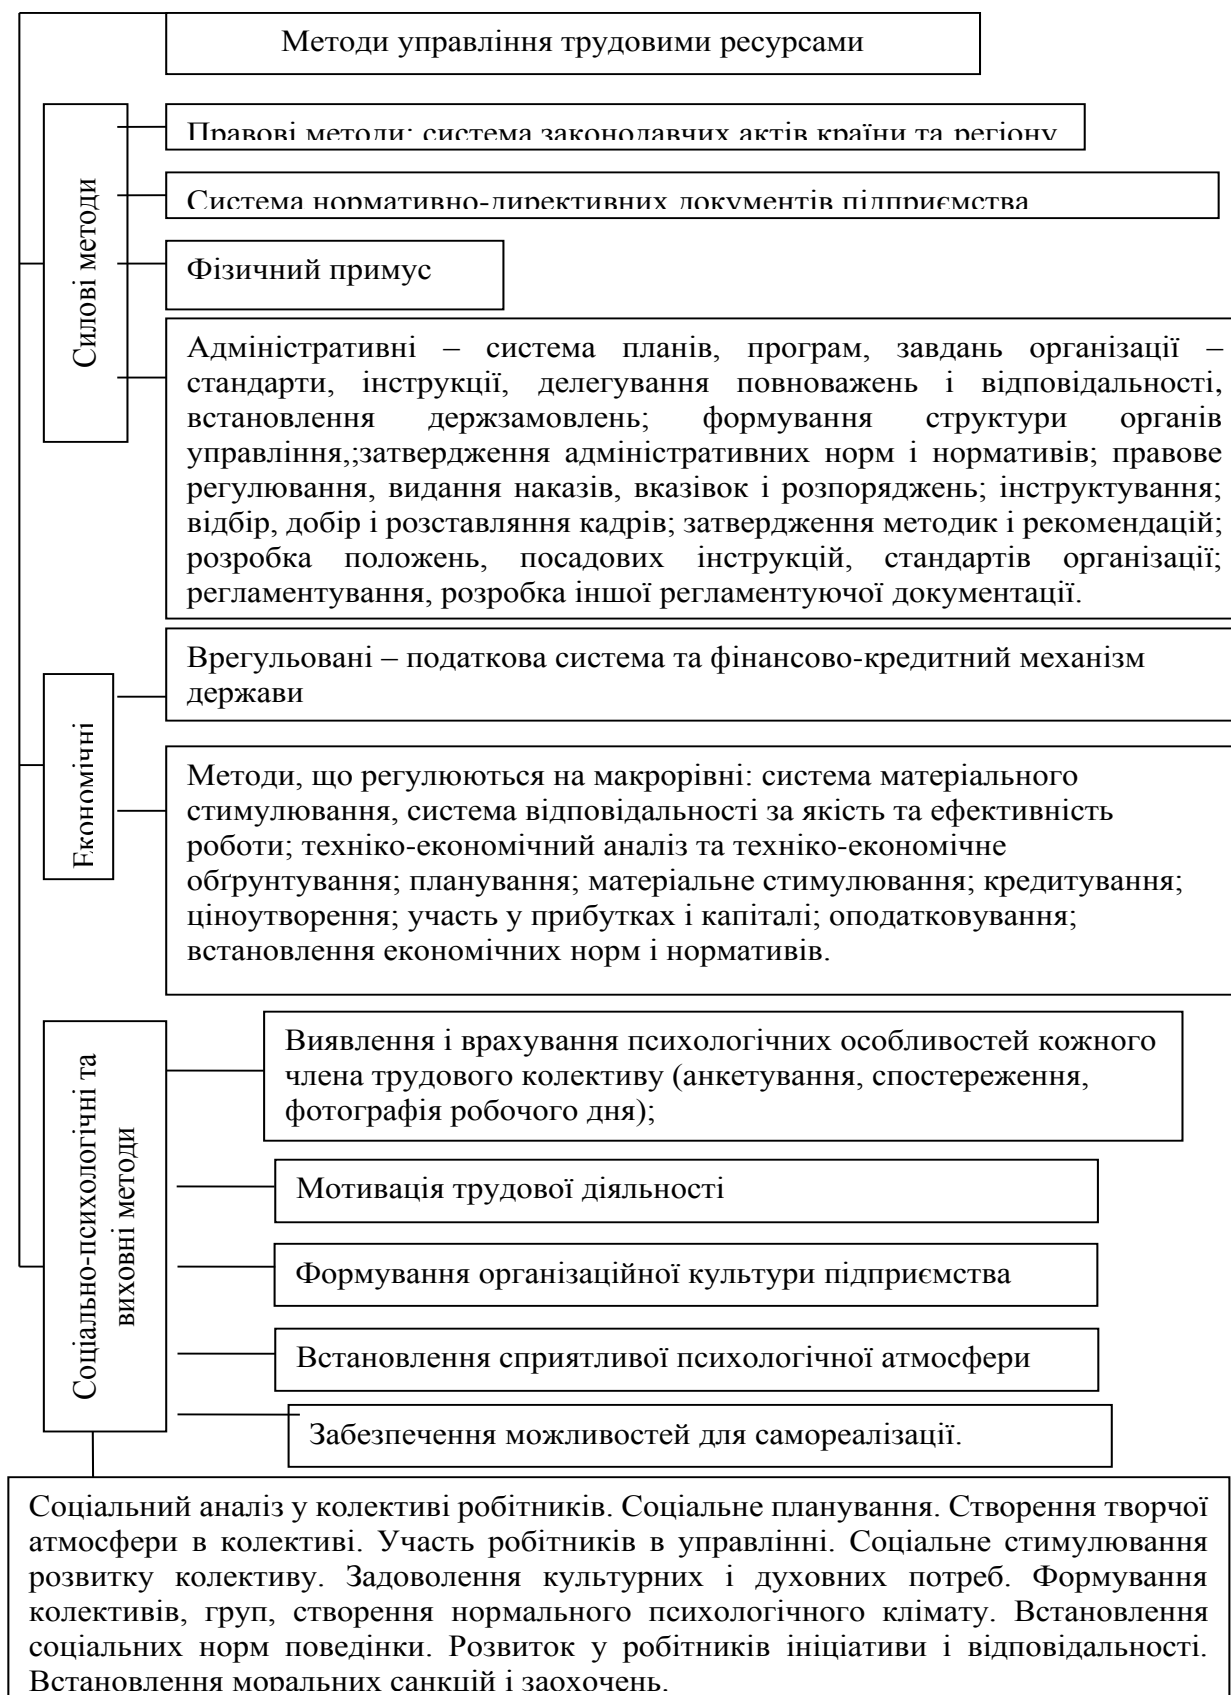 Методи управління трудовими ресурсами
Силові методи
Правові методи: система законодавчих актів країни та регіону
Система нормативно-директивних документів підприємства
Фізичний примус
Адміністративні – система планів, програм, завдань організації –
стандарти, інструкції, делегування повноважень і відповідальності,
встановлення держзамовлень; формування структури органів
управління,;затвердження адміністративних норм і нормативів; правове
регулювання, видання наказів, вказівок і розпоряджень; інструктування;
відбір, добір і розставляння кадрів; затвердження методик і рекомендацій;
розробка положень, посадових інструкцій, стандартів організації;
регламентування, розробка іншої регламентуючої документації.
Економічні
Врегульовані – податкова система та фінансово-кредитний механізм
держави
Методи, що регулюються на макрорівні: система матеріального
стимулювання, система відповідальності за якість та ефективність
роботи; техніко-економічний аналіз та техніко-економічне
обґрунтування; планування; матеріальне стимулювання; кредитування;
ціноутворення; участь у прибутках і капіталі; оподатковування;
встановлення економічних норм і нормативів.
Соціально-психологічні та
виховні методи
Виявлення і врахування психологічних особливостей кожного
члена трудового колективу (анкетування, спостереження,
фотографія робочого дня);
Мотивація трудової діяльності
Формування організаційної культури підприємства
Встановлення сприятливої психологічної атмосфери
Забезпечення можливостей для самореалізації.
Соціальний аналіз у колективі робітників. Соціальне планування. Створення творчої
атмосфери в колективі. Участь робітників в управлінні. Соціальне стимулювання
розвитку колективу. Задоволення культурних і духовних потреб. Формування
колективів, груп, створення нормального психологічного клімату. Встановлення
соціальних норм поведінки. Розвиток у робітників ініціативи і відповідальності.
Встановлення моральних санкцій і заохочень.